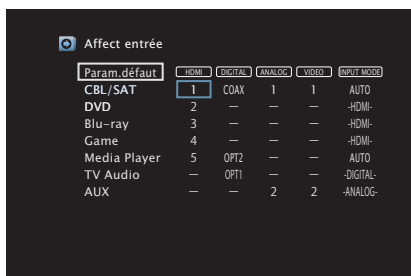 Affect entrée
Param.défaut HDMI DIGITAL ANALOG VIDEO INPUT MODE
CBL/SAT 1 COAX 1 1 AUTO
DVD 2 – – – -HDMI-
Blu-ray 3 – – – -HDMI-
Game 4 – – – -HDMI-
Media Player 5 OPT2 – – AUTO
TV Audio – OPT1 – – -DIGITAL-
AUX – – 2 2 -ANALOG-